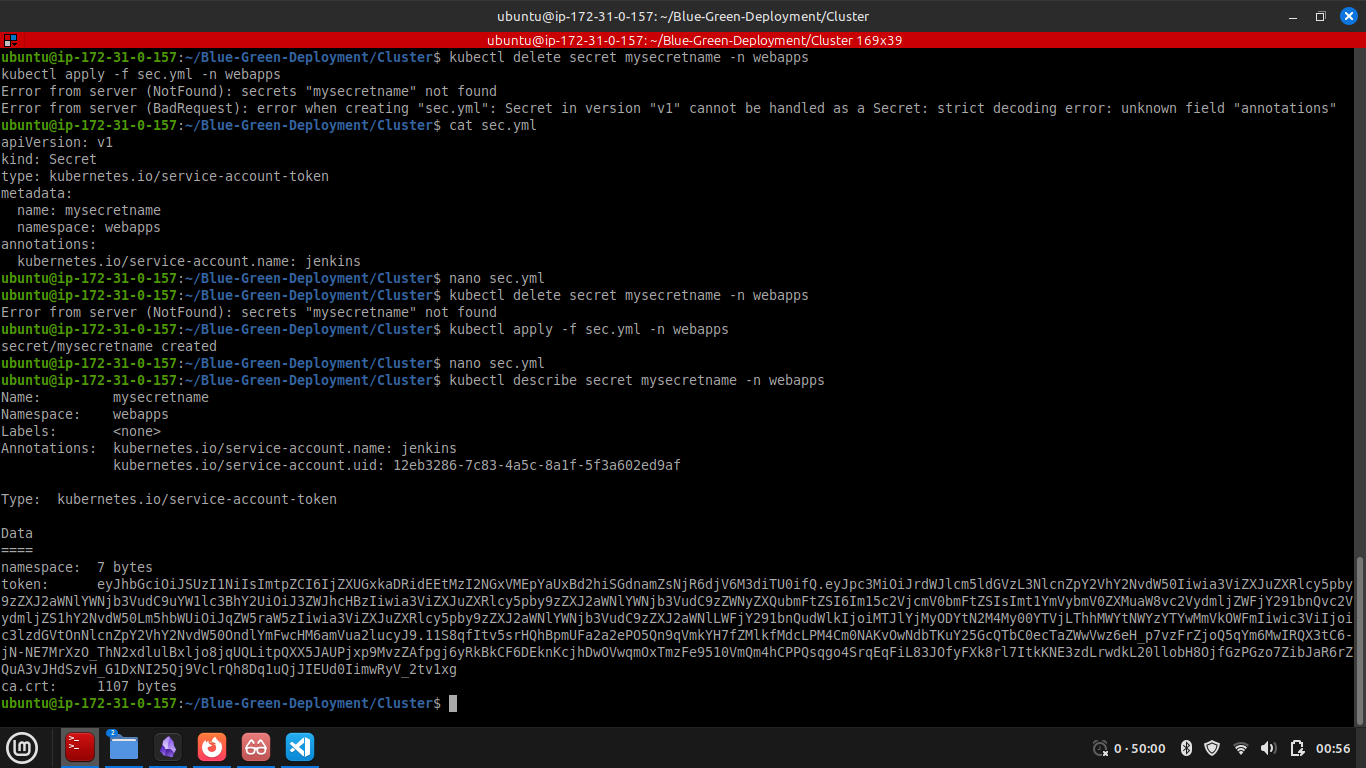 ubuntu@ip-172-31-0-157: ~/Blue-Green-Deployment/Cluster
ubuntu@ip-172-31-0-157: ~/Blue-Green-Deployment/Cluster 169x39
ubuntu@ip-172-31-0-157:~/Blue-Green-Deployment/Cluster$ kubectl delete secret mysecretname -n webapps
kubectl apply -f sec.yml -n webapps
Error from server (NotFound): secrets "mysecretname" not found
Error from server (BadRequest): error when creating "sec.yml": Secret in version "v1" cannot be handled as a Secret: strict decoding error: unknown field "annotations"
ubuntu@ip-172-31-0-157:~/Blue-Green-Deployment/Cluster$ cat sec.yml
apiVersion: v1
kind: Secret
type: kubernetes.io/service-account-token
metadata:
  name: mysecretname
  namespace: webapps
annotations:
  kubernetes.io/service-account.name: jenkins
ubuntu@ip-172-31-0-157:~/Blue-Green-Deployment/Cluster$ nano sec.yml
ubuntu@ip-172-31-0-157:~/Blue-Green-Deployment/Cluster$ kubectl delete secret mysecretname -n webapps
Error from server (NotFound): secrets "mysecretname" not found
ubuntu@ip-172-31-0-157:~/Blue-Green-Deployment/Cluster$ kubectl apply -f sec.yml -n webapps
secret/mysecretname created
ubuntu@ip-172-31-0-157:~/Blue-Green-Deployment/Cluster$ nano sec.yml
ubuntu@ip-172-31-0-157:~/Blue-Green-Deployment/Cluster$ kubectl describe secret mysecretname -n webapps
Name:         mysecretname
Namespace:    webapps
Labels:       <none>
Annotations:  kubernetes.io/service-account.name: jenkins
              kubernetes.io/service-account.uid: 12eb3286-7c83-4a5c-8a1f-5f3a602ed9af
Type:  kubernetes.io/service-account-token
Data
====
namespace:  7 bytes
token:
ca.crt:     1107 bytes
ubuntu@ip-172-31-0-157:~/Blue-Green-Deployment/Cluster$
2
0 · 50:00
00:56